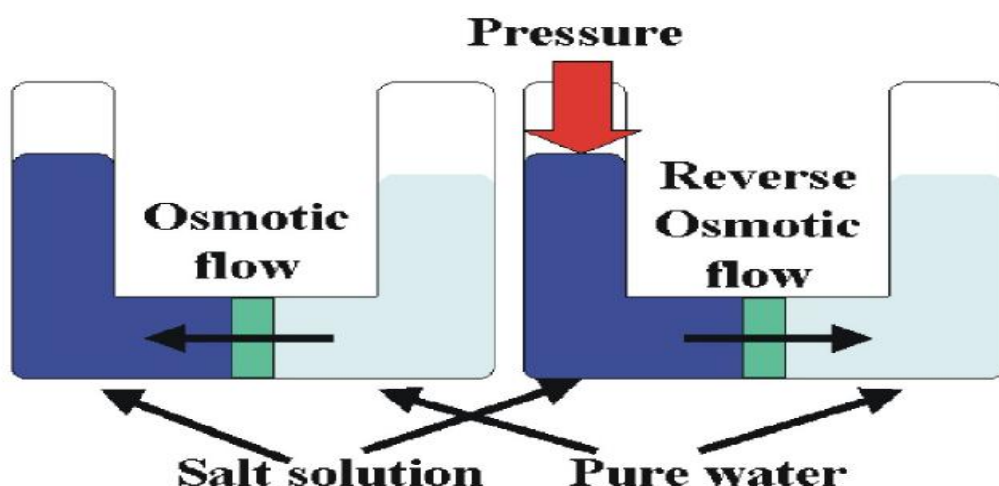 Pressure
Osmotic
flow
Reverse
Osmotic
flow
Salt solution
Pure water